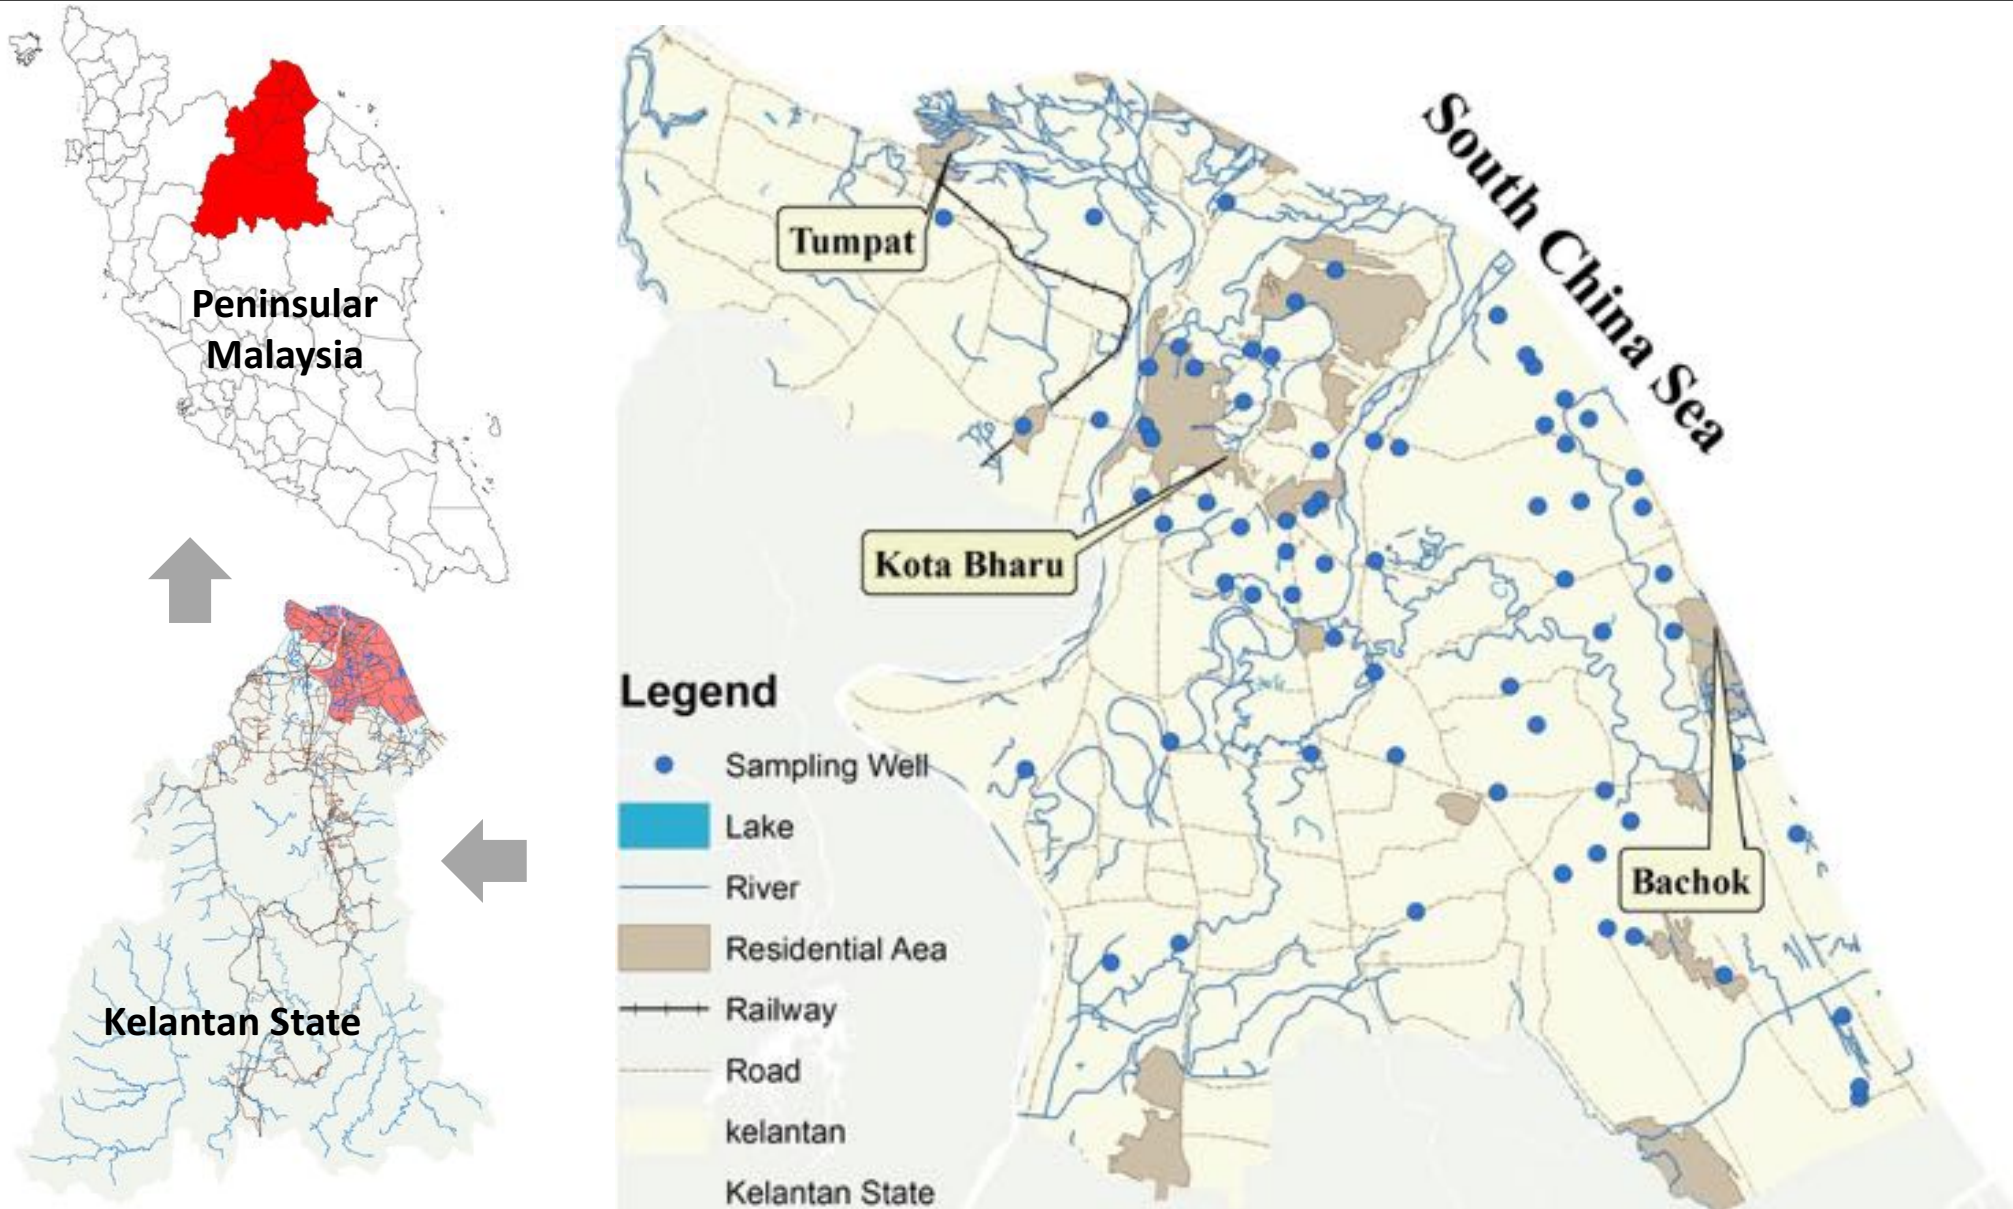 Peninsular
Malaysia
Kelantan State
South China Sea
Tumpat
Kota Bharu
Bachok
Legend
Sampling Well
Lake
River
Residential Aea
Railway
Road
kelantan
Kelantan State